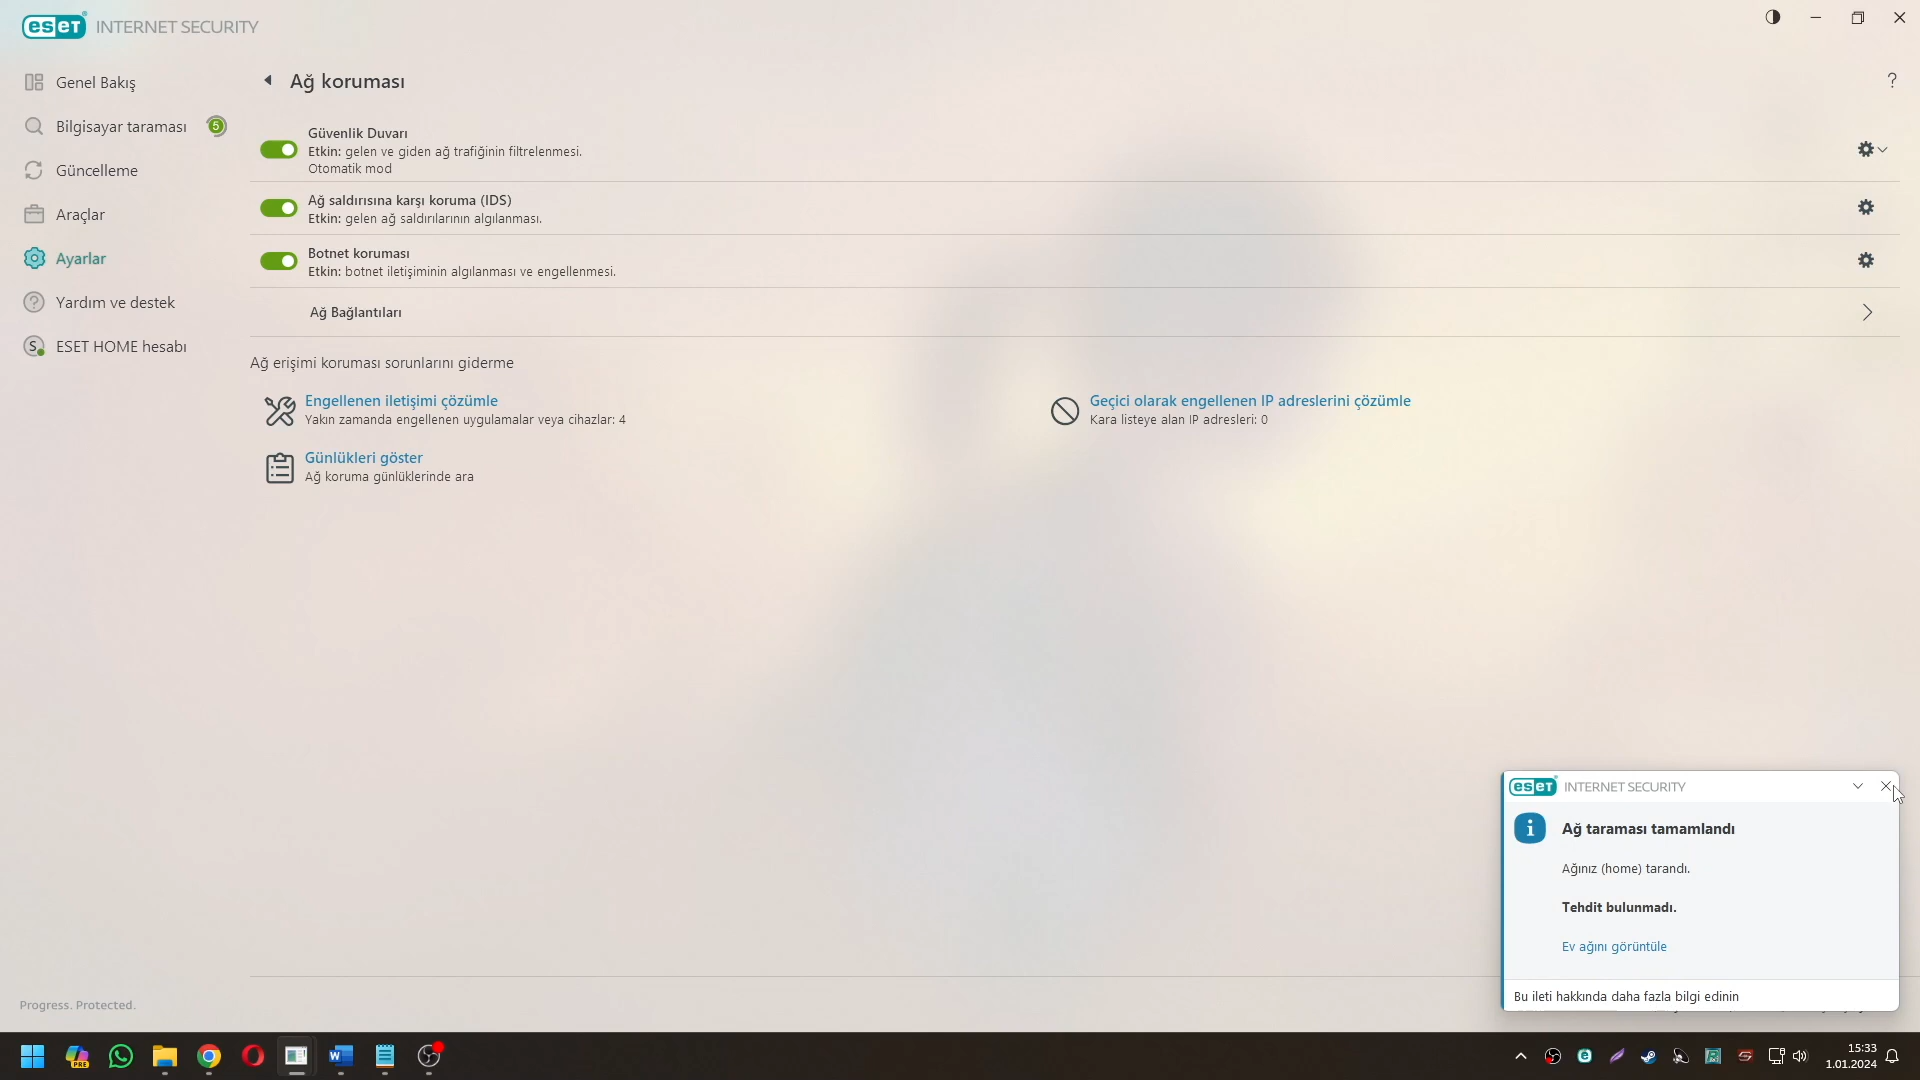 eseT INTERNET SECURITY
Genel Bakış
Bilgisayar taraması 5
Güncelleme
Araçlar
Ayarlar
Yardım ve destek
S ESET HOME hesabı
Progress. Protected.
Ağ koruması
?
Güvenlik Duvarı
Etkin: gelen ve giden ağ trafiğinin filtrelenmesi.
Otomatik mod
Ağ saldırısına karşı koruma (IDS)
Etkin: gelen ağ saldırılarının algılanması.
Botnet koruması
Etkin: botnet iletişiminin algılanması ve engellenmesi.
Ağ Bağlantıları
Ağ erişimi koruması sorunlarını giderme
Engellenen iletişimi çözümle
Yakın zamanda engellenen uygulamalar veya cihazlar: 4
Geçici olarak engellenen IP adreslerini çözümle
Kara listeye alan IP adresleri: 0
Günlükleri göster
Ağ koruma günlüklerinde ara
eseT INTERNET SECURITY
Ağ taraması tamamlandı
Ağınız (home) tarandı.
Tehdit bulunmadı.
Ev ağını görüntüle
Bu ileti hakkında daha fazla bilgi edinin
PRE
W
15:33
1.01.2024